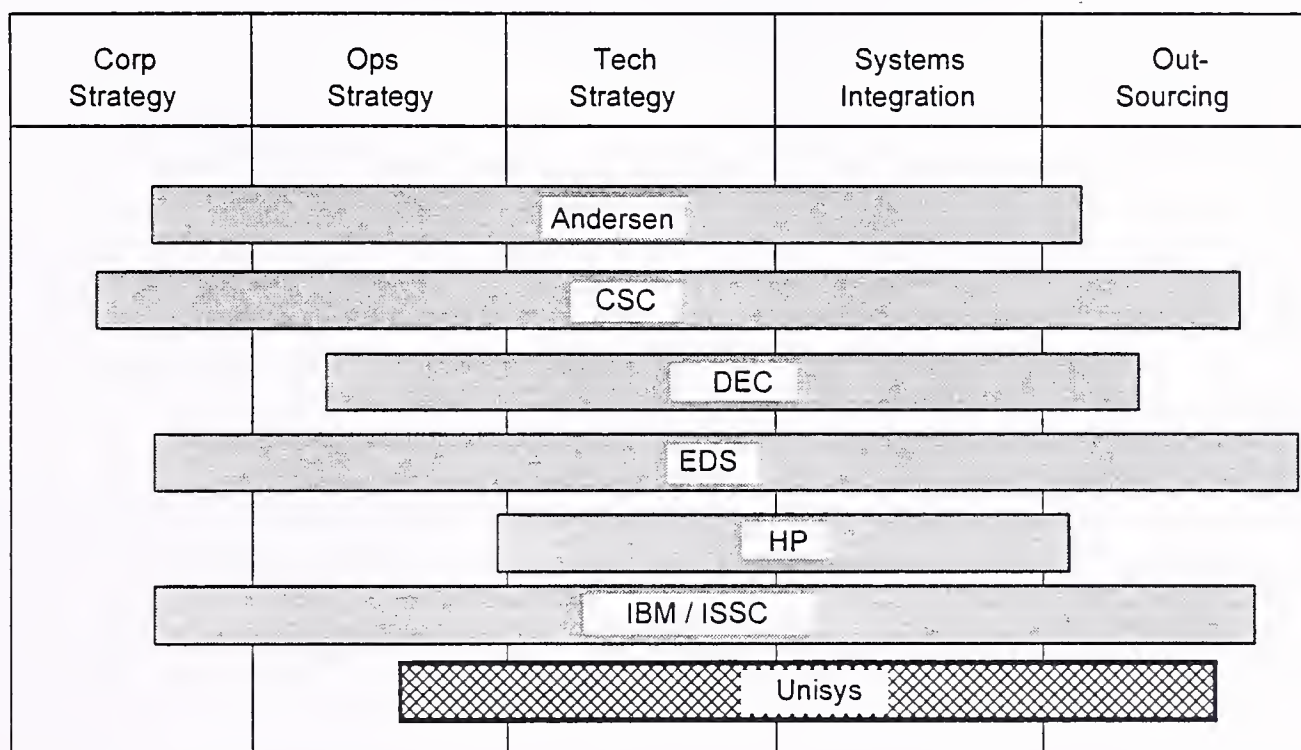 Corp
Strategy
Ops
Strategy
Tech
Strategy
Systems
Integration
Out-
Sourcing
Andersen
CSC
DEC
EDS
HP
IBM / ISSC
Unisys